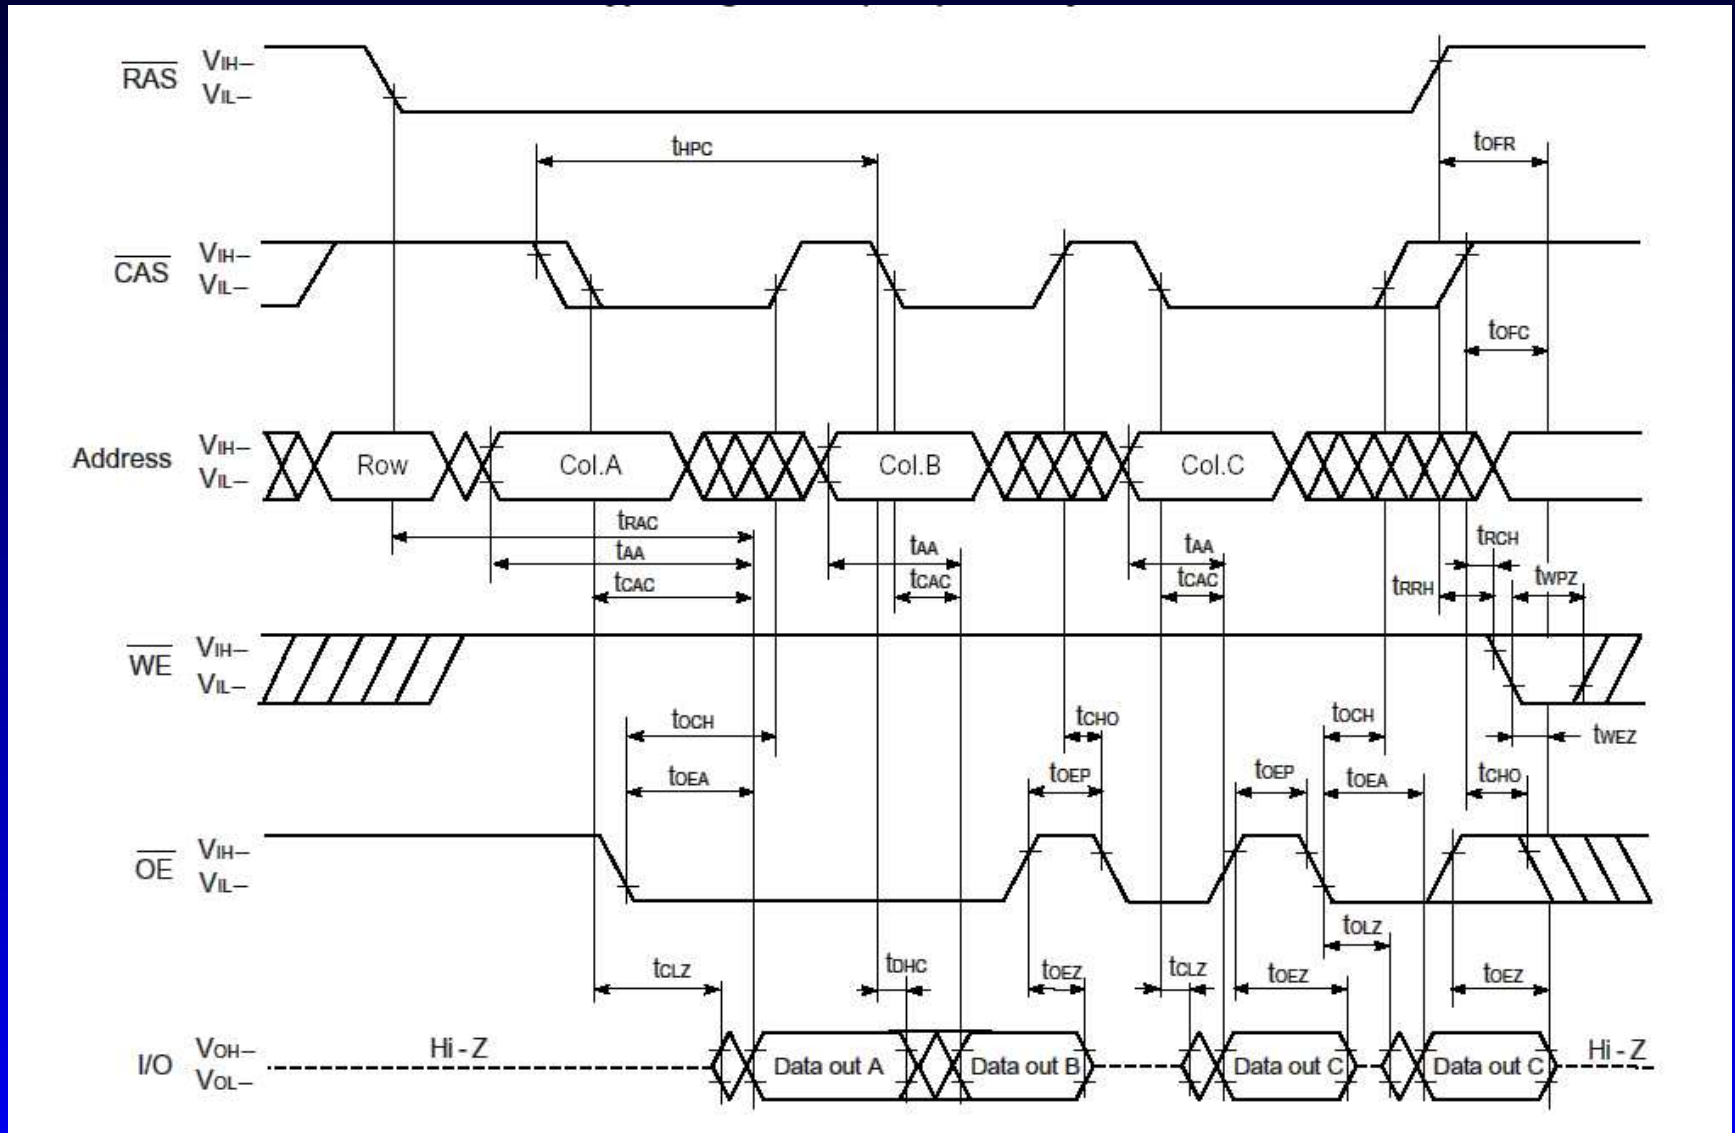 RAS VIH–
VIL–
tHPC tOFR
CAS VIH–
VIL–
tOFC
Address VIH–
VIL–
Row Col.A Col.B Col.C
tRAC
tAA tAA tAA
tCAC tCAC tCAC
tRCH
tRRH tWPZ
WE VIH–
VIL–
tOCH tCHO tOCH tWEZ
tOEA tOEP tOEP tOEA tCHO
OE VIH–
VIL–
tOLZ
tCLZ tDHC tOEZ tCLZ tOEZ tOEZ
I/O VOH–
VOL–
Hi - Z Data out A Data out B Data out C Data out C Hi - Z